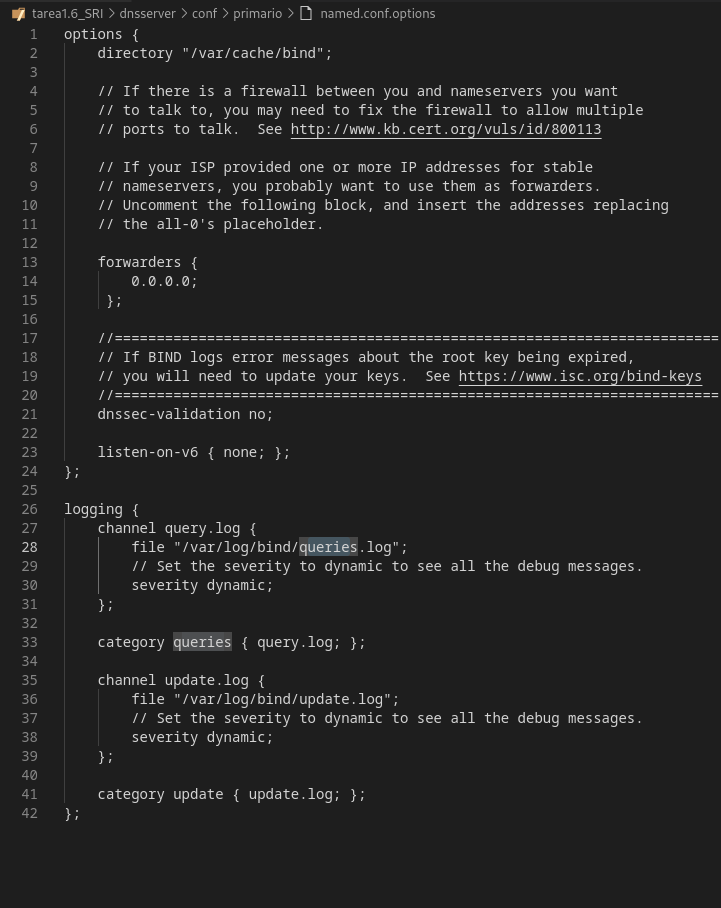 tarea1.6_SRI > dnsserver > conf > primario > named.conf.options
1 options {
2 directory "/var/cache/bind";
3
4 // If there is a firewall between you and nameservers you want
5 // to talk to, you may need to fix the firewall to allow multiple
6 // ports to talk.  See http://www.kb.cert.org/vuls/id/800113
7
8 // If your ISP provided one or more IP addresses for stable
9 // nameservers, you probably want to use them as forwarders.
10 // Uncomment the following block, and insert the addresses replacing
11 // the all-0's placeholder.
12
13 forwarders {
14 0.0.0.0;
15 };
16
17 //========================================================================
18 // If BIND logs error messages about the root key being expired,
19 // you will need to update your keys.  See https://www.isc.org/bind-keys
20 //========================================================================
21 dnssec-validation no;
22
23 listen-on-v6 { none; };
24 };
25
26 logging {
27 channel query.log {
28 file "/var/log/bind/queries.log";
29 // Set the severity to dynamic to see all the debug messages.
30 severity dynamic;
31 };
32
33 category queries { query.log; };
34
35 channel update.log {
36 file "/var/log/bind/update.log";
37 // Set the severity to dynamic to see all the debug messages.
38 severity dynamic;
39 };
40
41 category update { update.log; };
42 };